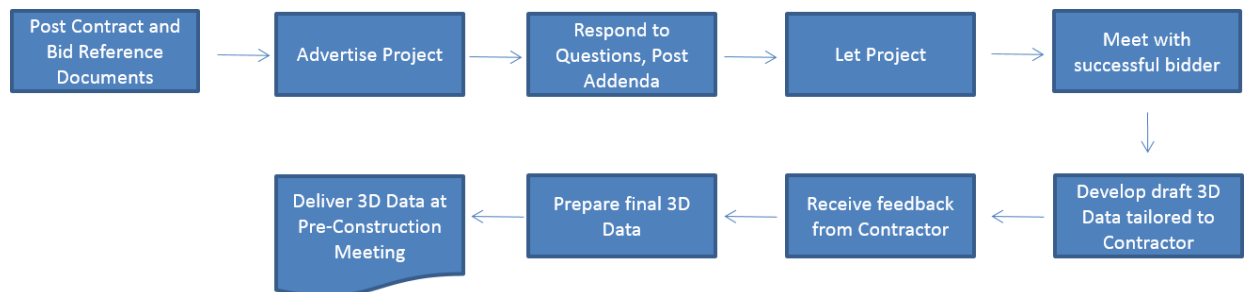 Post Contract and
Bid Reference
Documents
Advertise Project
Respond to
Questions, Post
Addenda
Let Project
Meet with
successful bidder
Develop draft 3D
Data tailored to
Contractor
Receive feedback
from Contractor
Prepare final 3D
Data
Deliver 3D Data at
Pre-Construction
Meeting